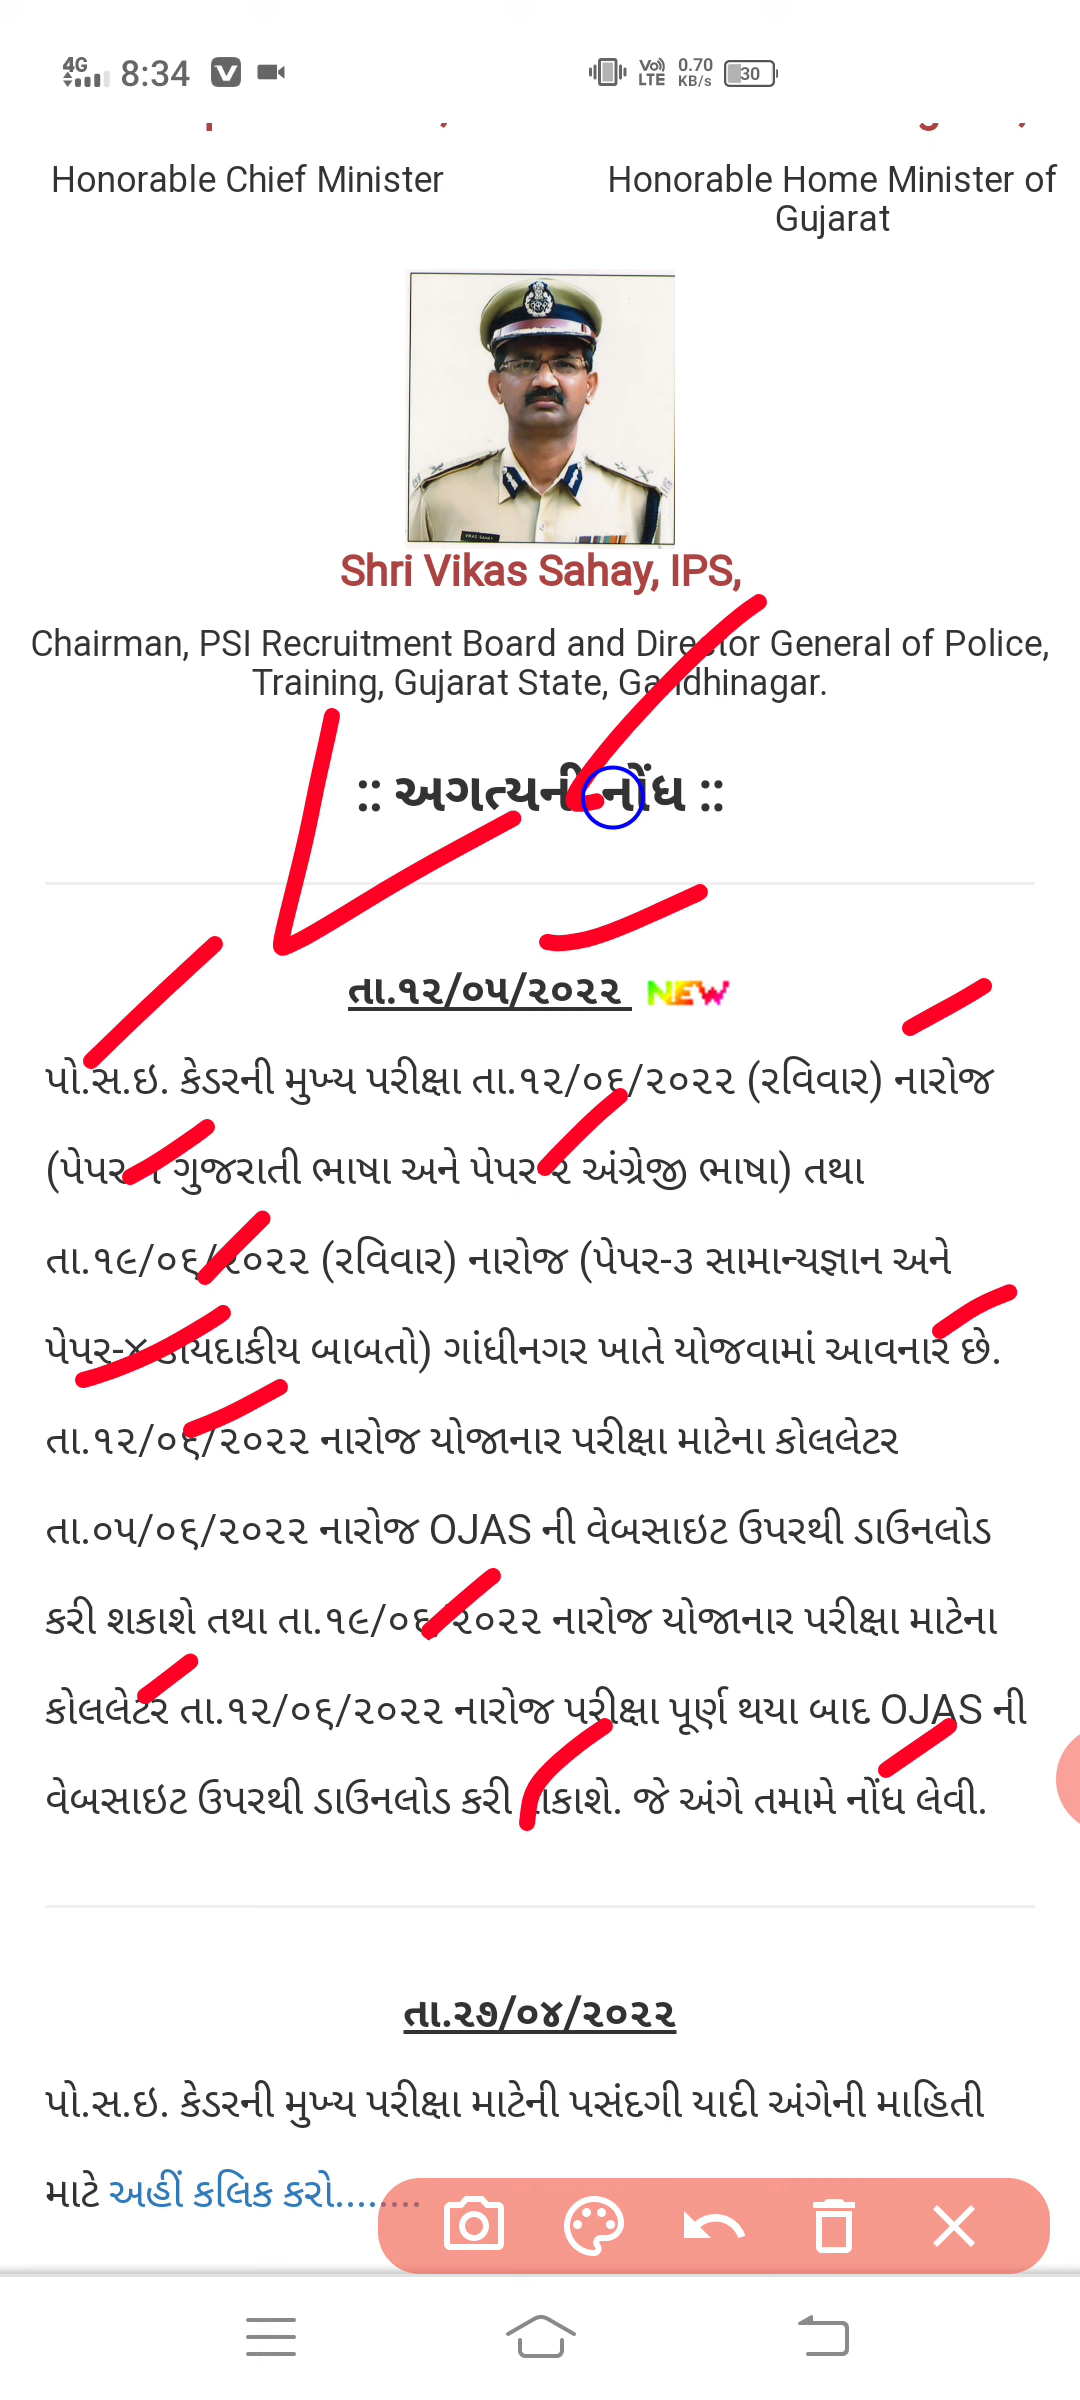 4G 8:34 Vo) LTE 0.70 KB/s 30
Honorable Chief Minister
Honorable Home Minister of
Gujarat
VIKAS SAHAY
Shri Vikas Sahay, IPS,
Chairman, PSI Recruitment Board and Director General of Police,
Training, Gujarat State, Gandhinagar.
:: અગત્યની નોંધ ::
તા.૧૨/૦૫/૨૦૨૨ NEW
પો.સ.ઇ. કેડરની મુખ્ય પરીક્ષા તા.૧૨/૦૬/૨૦૨૨ (રવિવાર) નારોજ
(પેપર-૧ ગુજરાતી ભાષા અને પેપર-૨ અંગ્રેજી ભાષા) તથા
તા.૧૯/૦૬/૨૦૨૨ (રવિવાર) નારોજ (પેપર-૩ સામાન્યજ્ઞાન અને
પેપર-૪ કાયદાકીય બાબતો) ગાંધીનગર ખાતે યોજવામાં આવનાર છે.
તા.૧૨/૦૬/૨૦૨૨ નારોજ યોજાનાર પરીક્ષા માટેના કોલલેટર
તા.૦૫/૦૬/૨૦૨૨ નારોજ OJAS ની વેબસાઇટ ઉપરથી ડાઉનલોડ
કરી શકાશે તથા તા.૧૯/૦૬/૨૦૨૨ નારોજ યોજાનાર પરીક્ષા માટેના
કોલલેટર તા.૧૨/૦૬/૨૦૨૨ નારોજ પરીક્ષા પૂર્ણ થયા બાદ OJAS ની
વેબસાઇટ ઉપરથી ડાઉનલોડ કરી શકાશે. જે અંગે તમામે નોંધ લેવી.
તા.૨૭/૦૪/૨૦૨૨
પો.સ.ઇ. કેડરની મુખ્ય પરીક્ષા માટેની પસંદગી યાદી અંગેની માહિતી
માટે અહીં કલિક કરો........